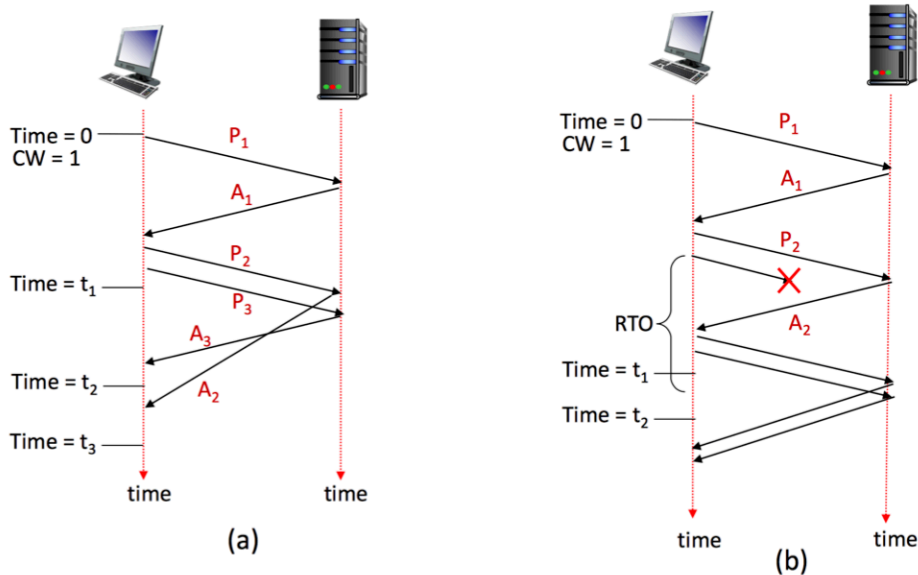 Time = 0
CW = 1
P1
A1
P2
Time = t1
P3
A3
Time = t2
A2
Time = t3
time
time
(a)
Time = 0
CW = 1
P1
A1
P2
RTO
A2
Time = t1
Time = t2
time
time
(b)